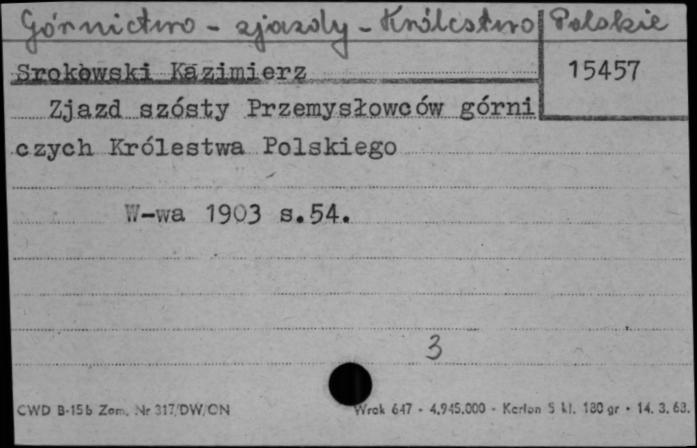 Górnictwo - zjazdy - Królestwo Polskie
Srokowski Kazimierz
15457
Zjazd szósty Przemysłowców górni
czych Królestwa Polskiego
W-wa 1903 s.54.
3
CWD B-15b Zam. Nr 317/DW/CN
Wrek 647 - 4.945.000 - Karton 5 kl. 180 gr - 14. 3. 63.